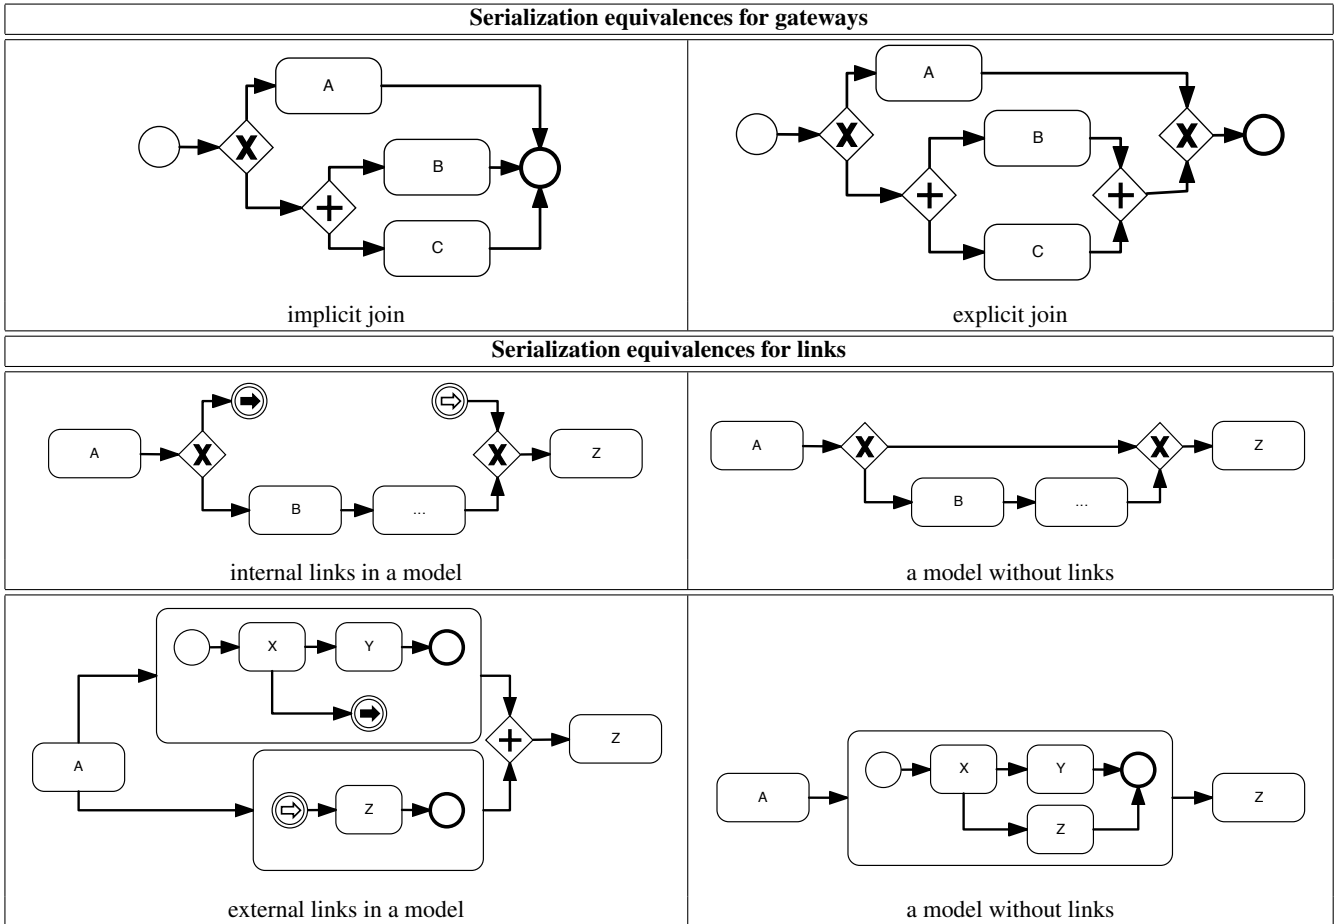 Serialization equivalences for gateways
A
B
C
implicit join
A
B
C
explicit join
Serialization equivalences for links
A
Z
B
...
internal links in a model
A
Z
B
...
a model without links
X
Y
A
Z
Z
external links in a model
X
Y
A
Z
Z
a model without links